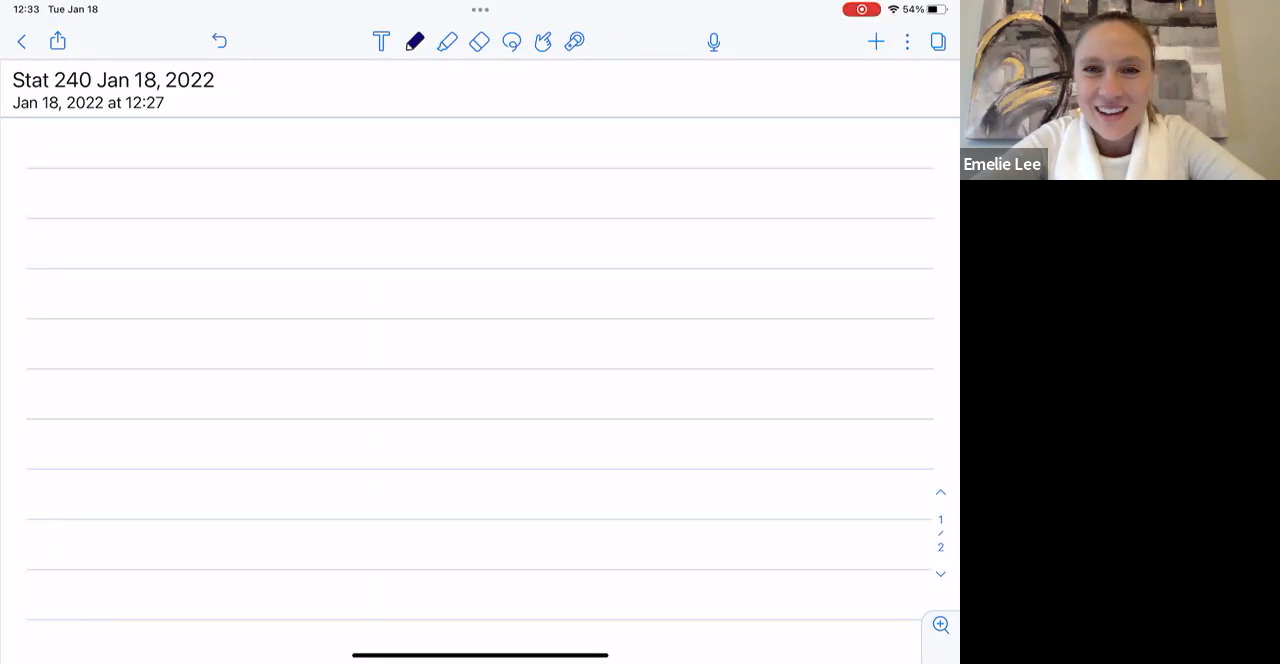 12:33 Tue Jan 18
54%
T
Stat 240 Jan 18, 2022
Jan 18, 2022 at 12:27
Emelie Lee
1
/
2